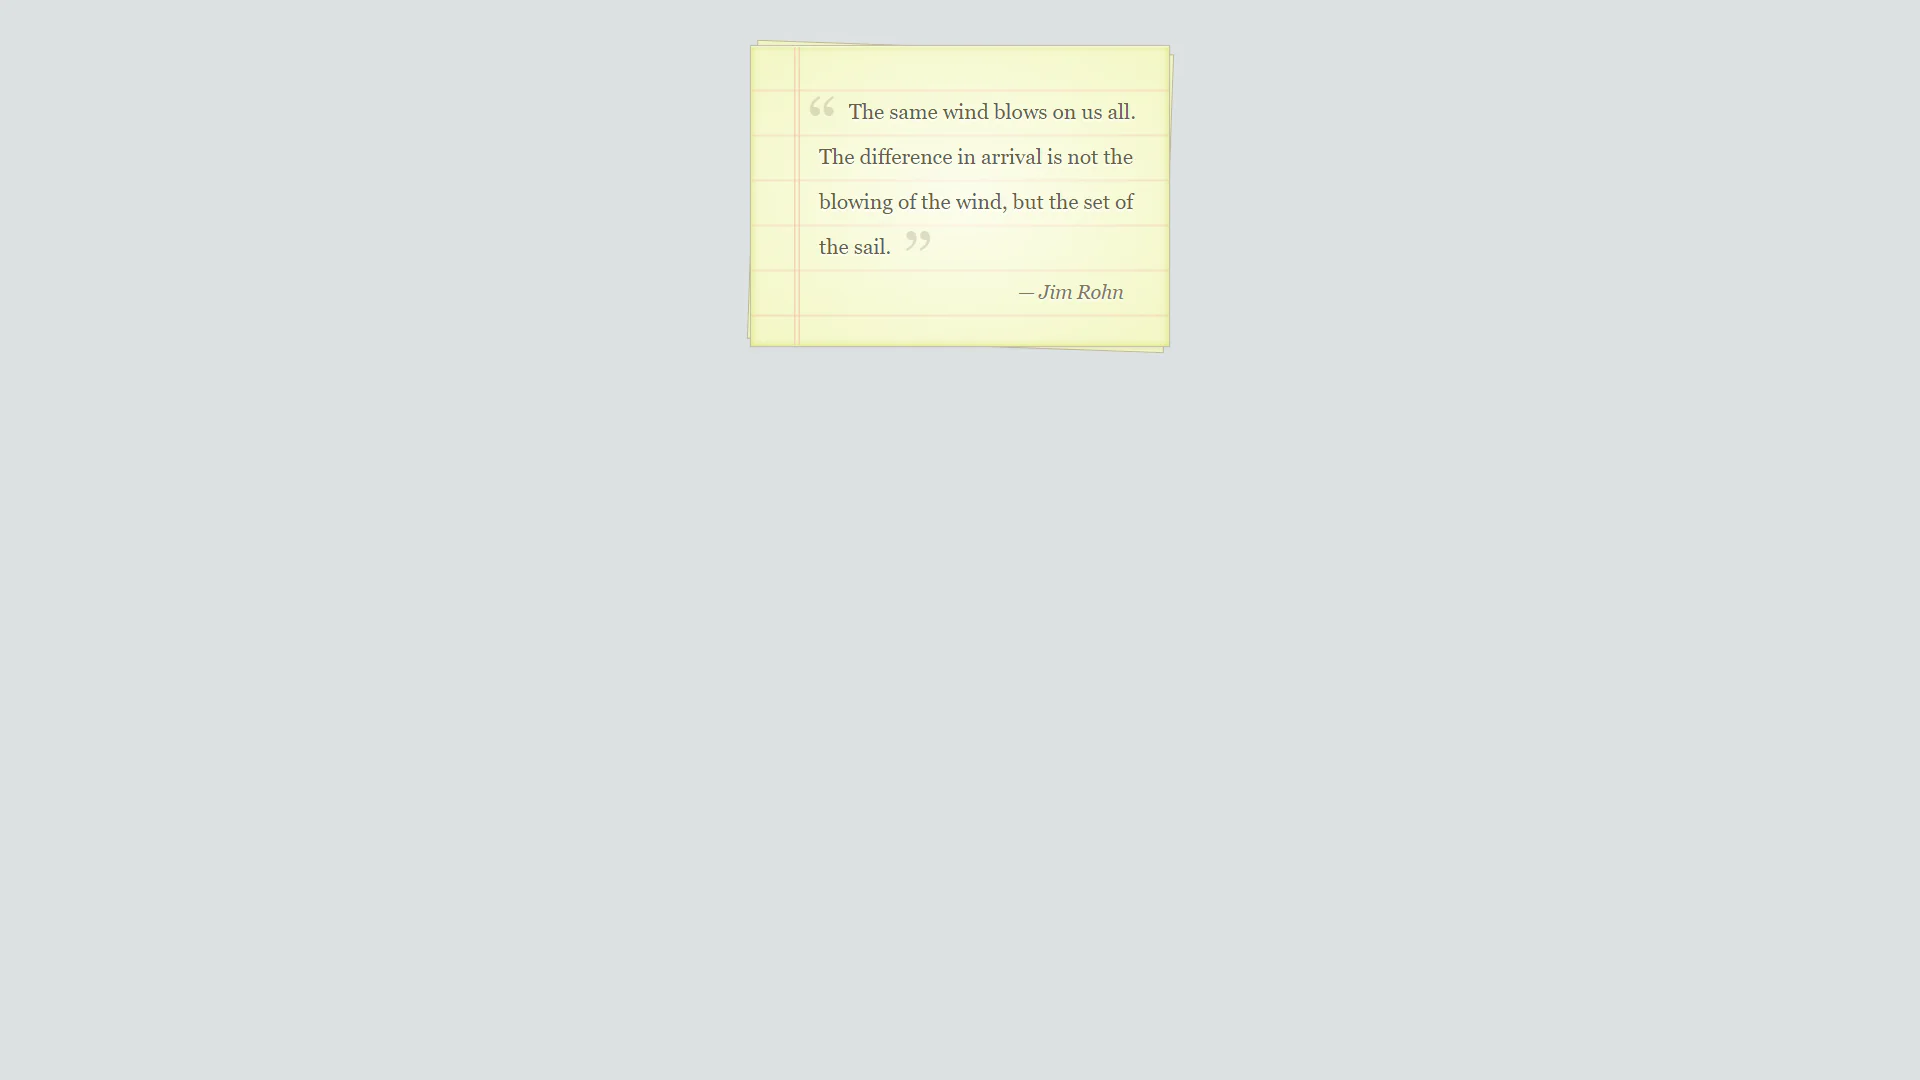 “ The same wind blows on us all.
The difference in arrival is not the
blowing of the wind, but the set of
the sail. ”
— Jim Rohn